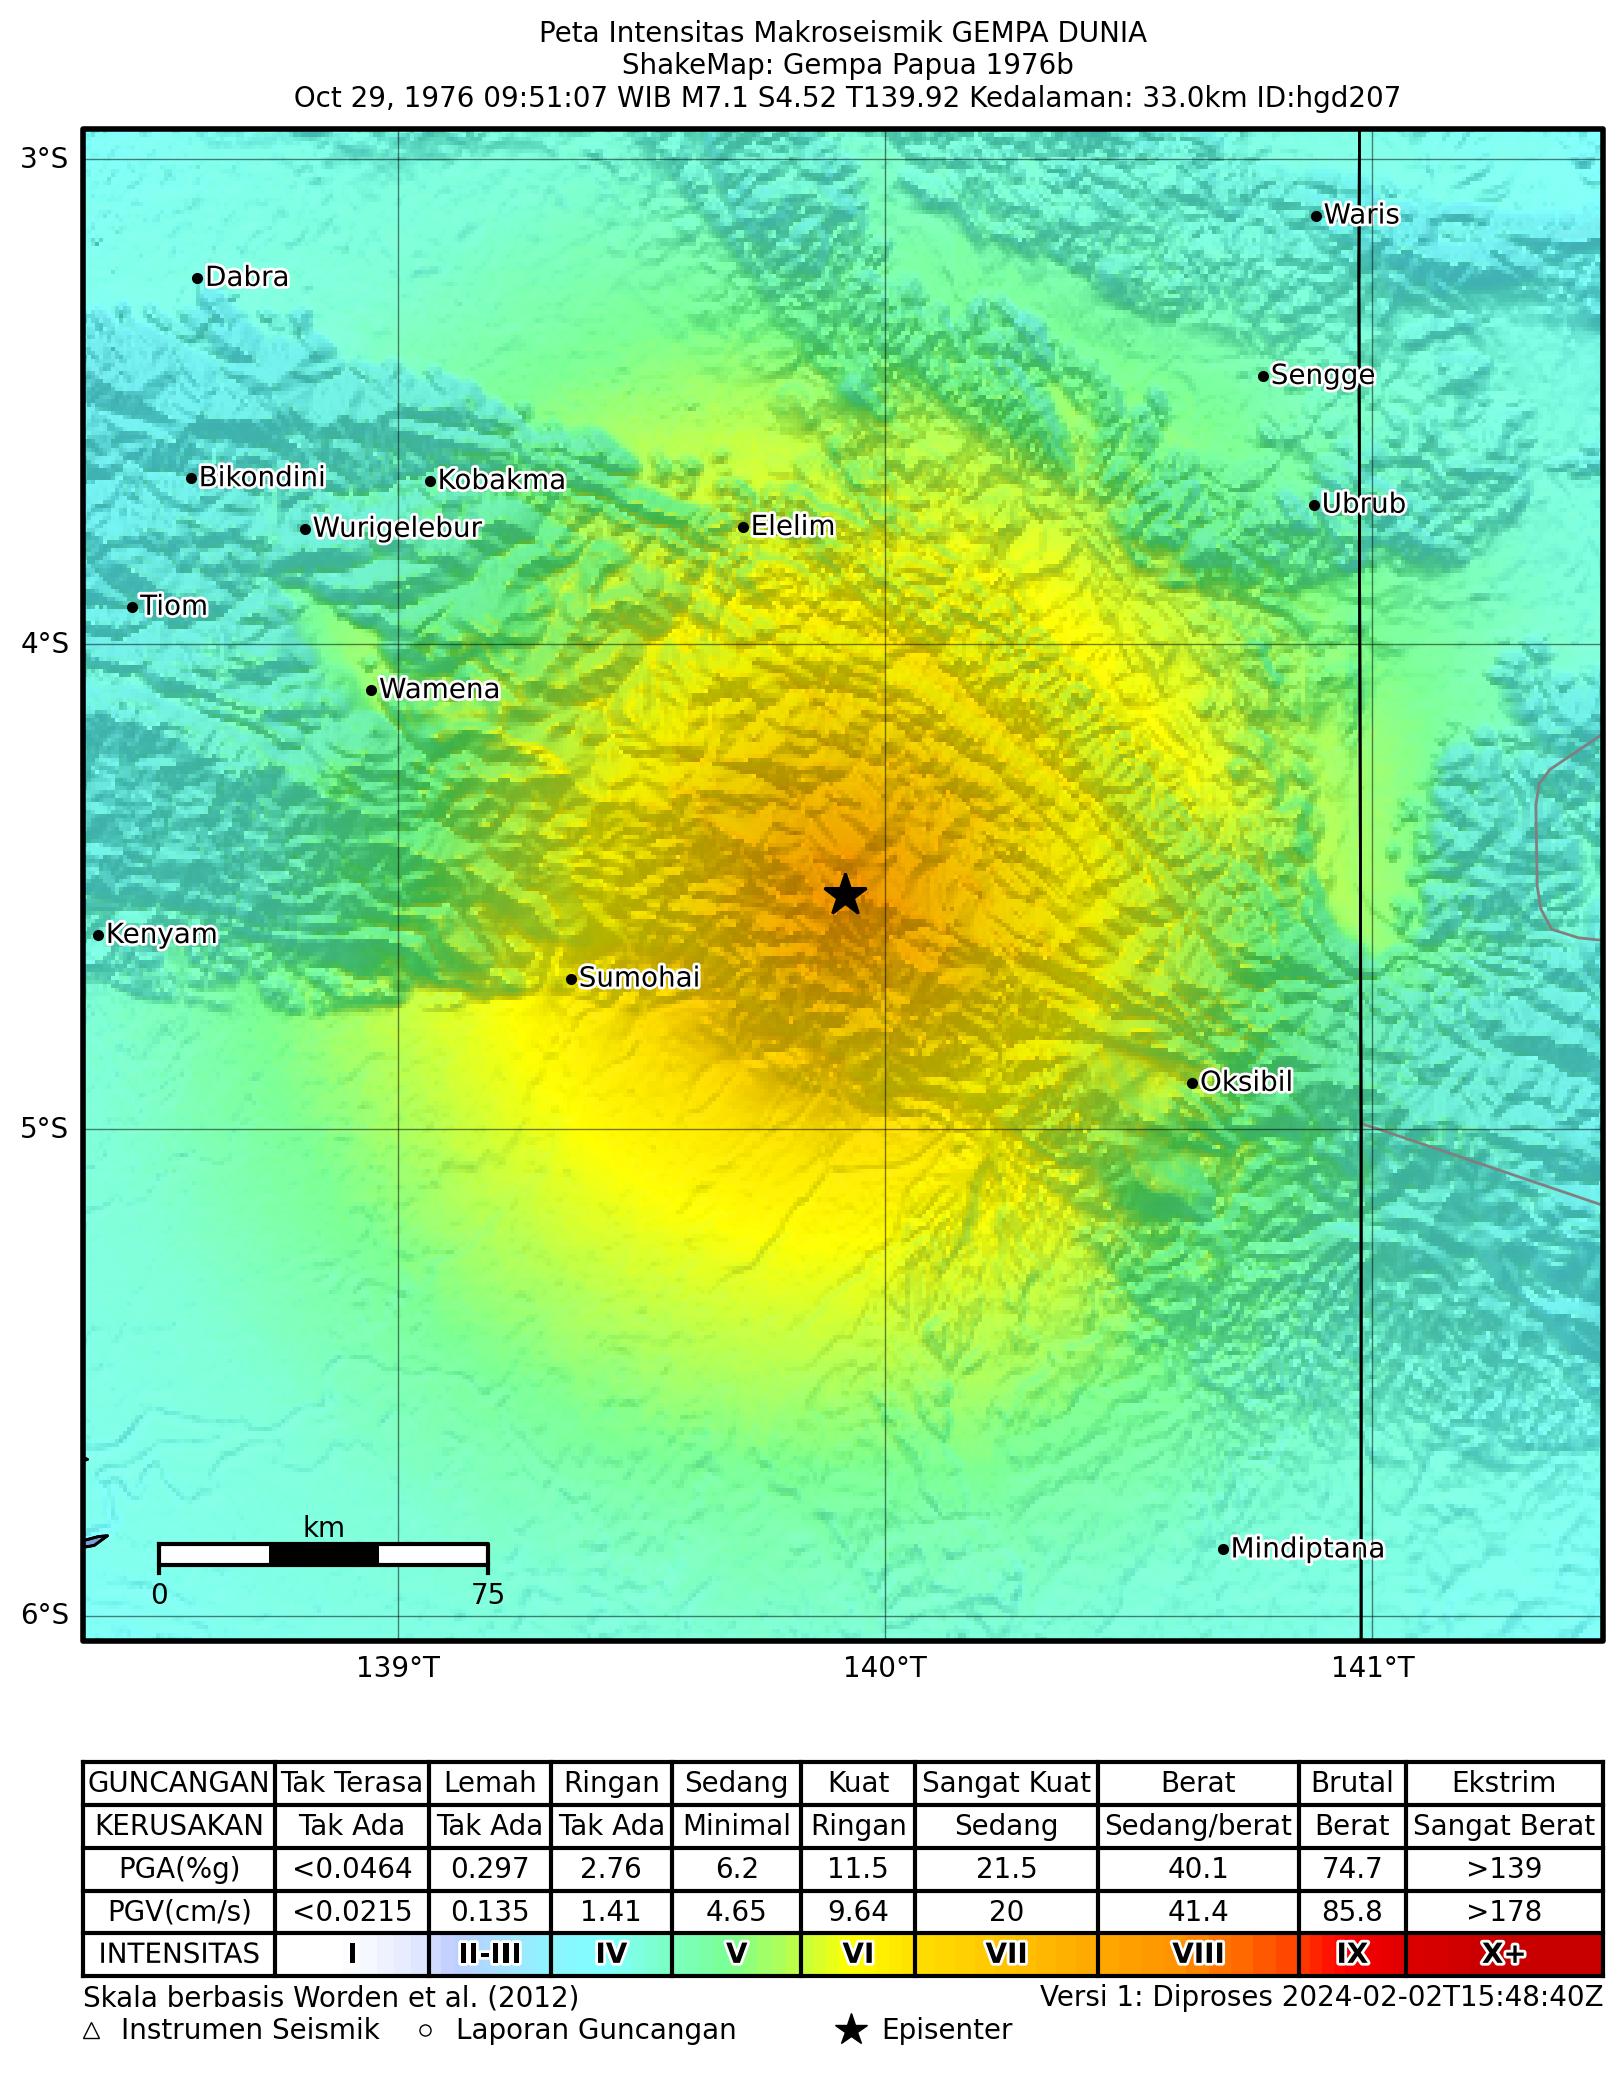 Peta Intensitas Makroseismik GEMPA DUNIA
ShakeMap: Gempa Papua 1976b
Oct 29, 1976 09:51:07 WIB M7.1 S4.52 T139.92 Kedalaman: 33.0km ID:hgd207
3°S
Waris
Dabra
Sengge
Bikondini
Kobakma
Ubrub
Wurigelebur
Elelim
Tiom
4°S
Wamena
Kenyam
Sumohai
Oksibil
5°S
km
Mindiptana
0 75
6°S
139°T 140°T 141°T
GUNCANGAN Tak Terasa Lemah Ringan Sedang Kuat Sangat Kuat Berat Brutal Ekstrim
KERUSAKAN Tak Ada Tak Ada Tak Ada Minimal Ringan Sedang Sedang/berat Berat Sangat Berat
PGA(%g) <0.0464 0.297 2.76 6.2 11.5 21.5 40.1 74.7 >139
PGV(cm/s) <0.0215 0.135 1.41 4.65 9.64 20 41.4 85.8 >178
INTENSITAS I II-III IV V VI VII VIII IX X+
Skala berbasis Worden et al. (2012) Versi 1: Diproses 2024-02-02T15:48:40Z
△ Instrumen Seismik ○ Laporan Guncangan ★ Episenter